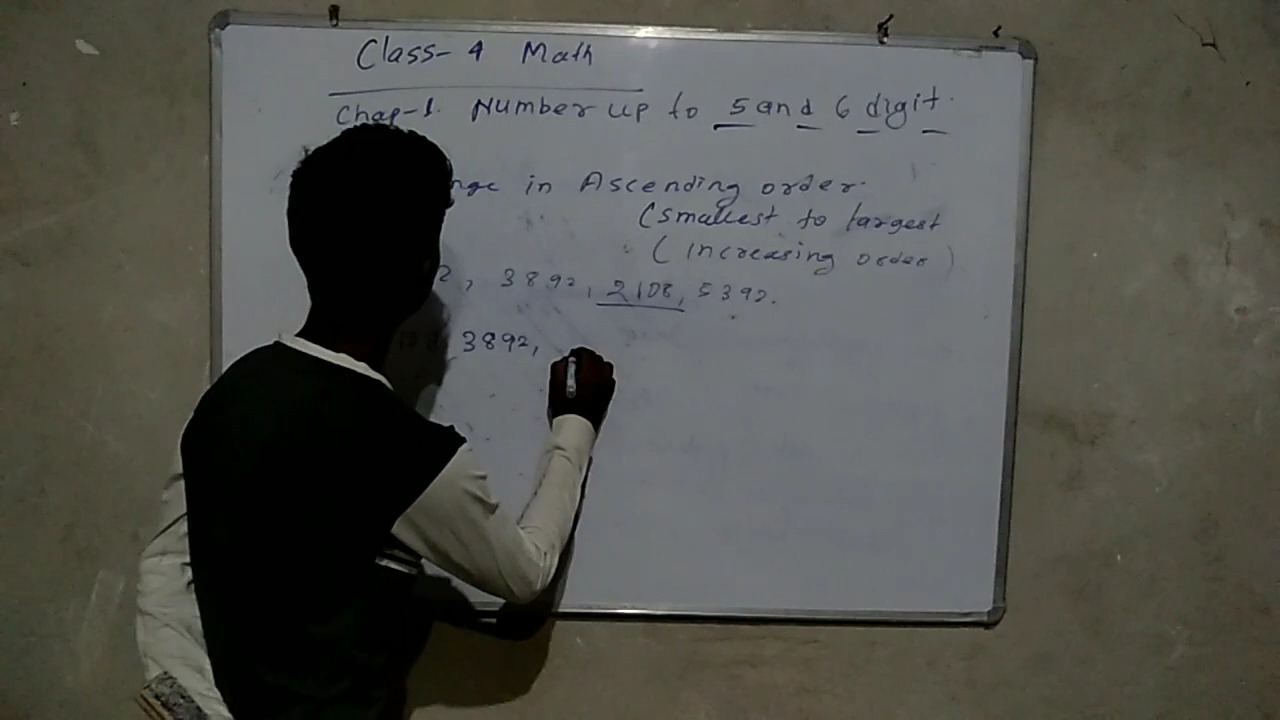 Class-4 Math
Chap-1. Number up to 5 and 6 digit.
in Ascending order.
(smallest to largest
(increasing order)
2, 3892, 2108, 5392.
3892,